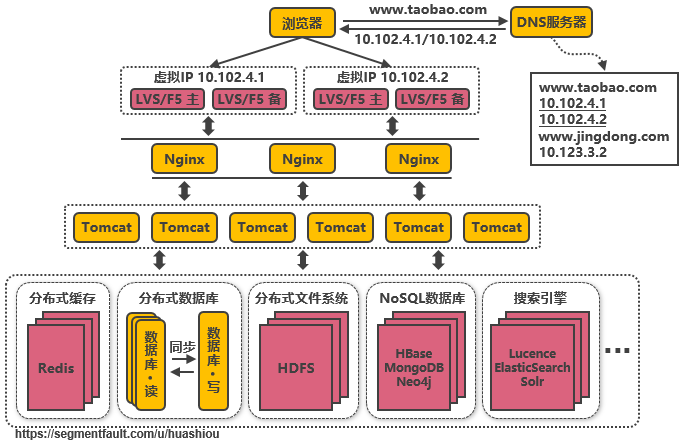 www.taobao.com
浏览器
DNS服务器
10.102.4.1/10.102.4.2
虚拟IP 10.102.4.1
虚拟IP 10.102.4.2
LVS/F5 主
LVS/F5 备
LVS/F5 主
LVS/F5 备
www.taobao.com
10.102.4.1
10.102.4.2
www.jingdong.com
10.123.3.2
Nginx
Nginx
Nginx
Tomcat
Tomcat
Tomcat
Tomcat
Tomcat
Tomcat
分布式缓存
Redis
分布式数据库
数据库·读
同步
数据库·写
分布式文件系统
HDFS
NoSQL数据库
HBase
MongoDB
Neo4j
搜索引擎
Lucence
ElasticSearch
Solr
...
https://segmentfault.com/u/huashiou